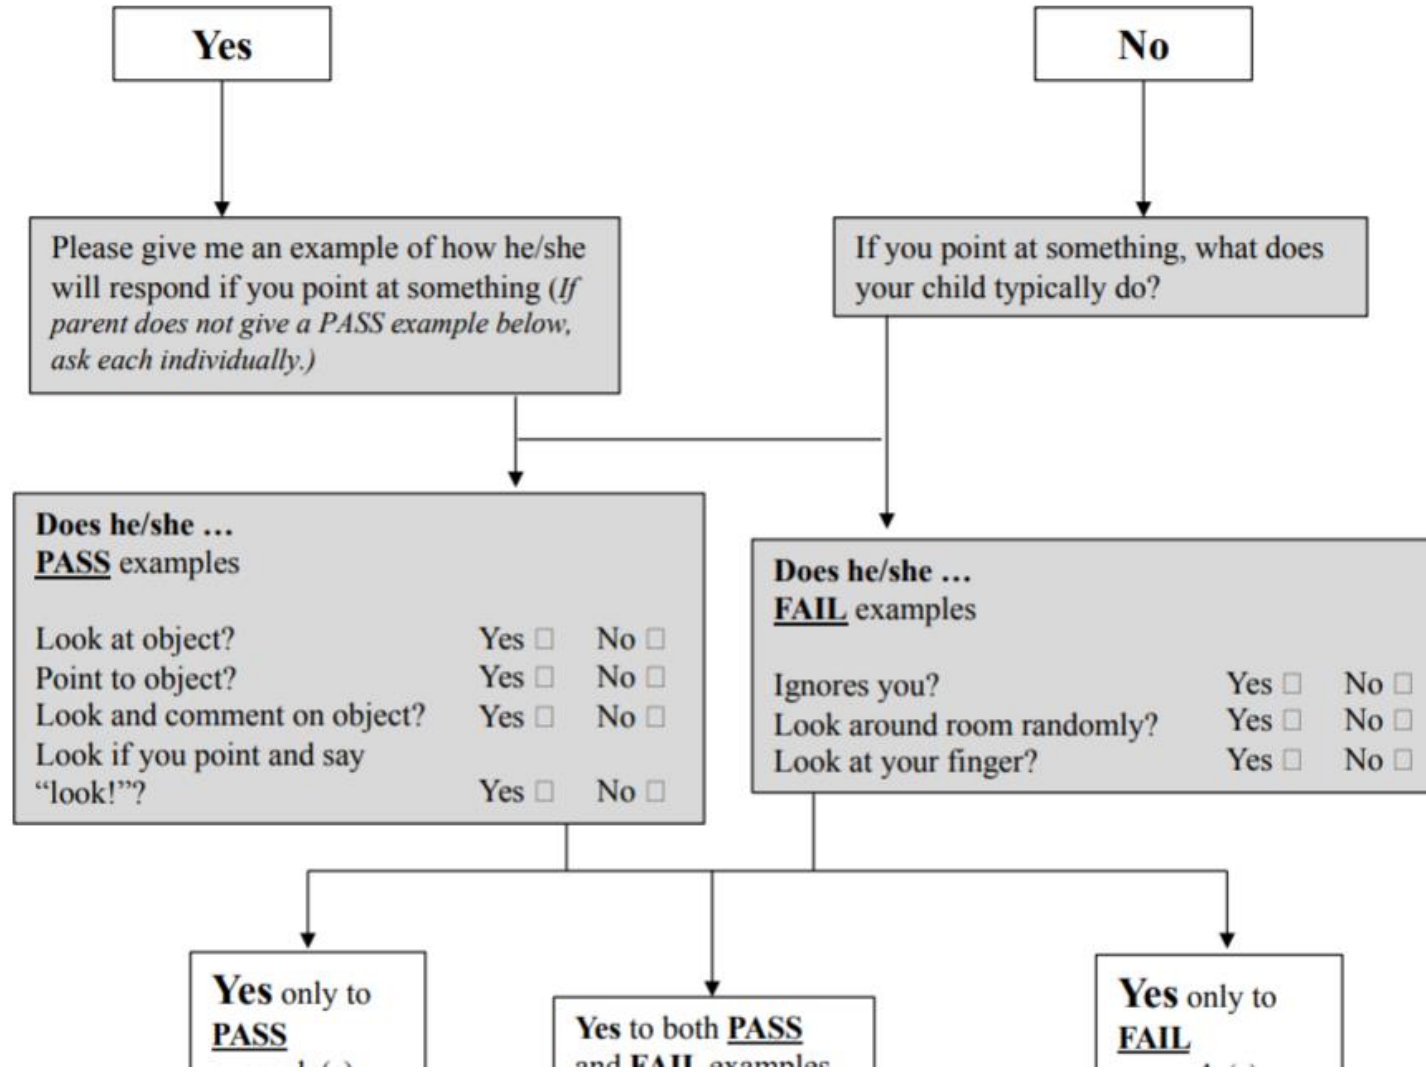 Yes
No
Please give me an example of how he/she
will respond if you point at something (If
parent does not give a PASS example below,
ask each individually.)
If you point at something, what does
your child typically do?
Does he/she …
PASS examples
Look at object? Yes □ No □
Point to object? Yes □ No □
Look and comment on object? Yes □ No □
Look if you point and say
“look!”? Yes □ No □
Does he/she …
FAIL examples
Ignores you? Yes □ No □
Look around room randomly? Yes □ No □
Look at your finger? Yes □ No □
Yes only to
PASS
Yes to both PASS
and FAIL examples
Yes only to
FAIL